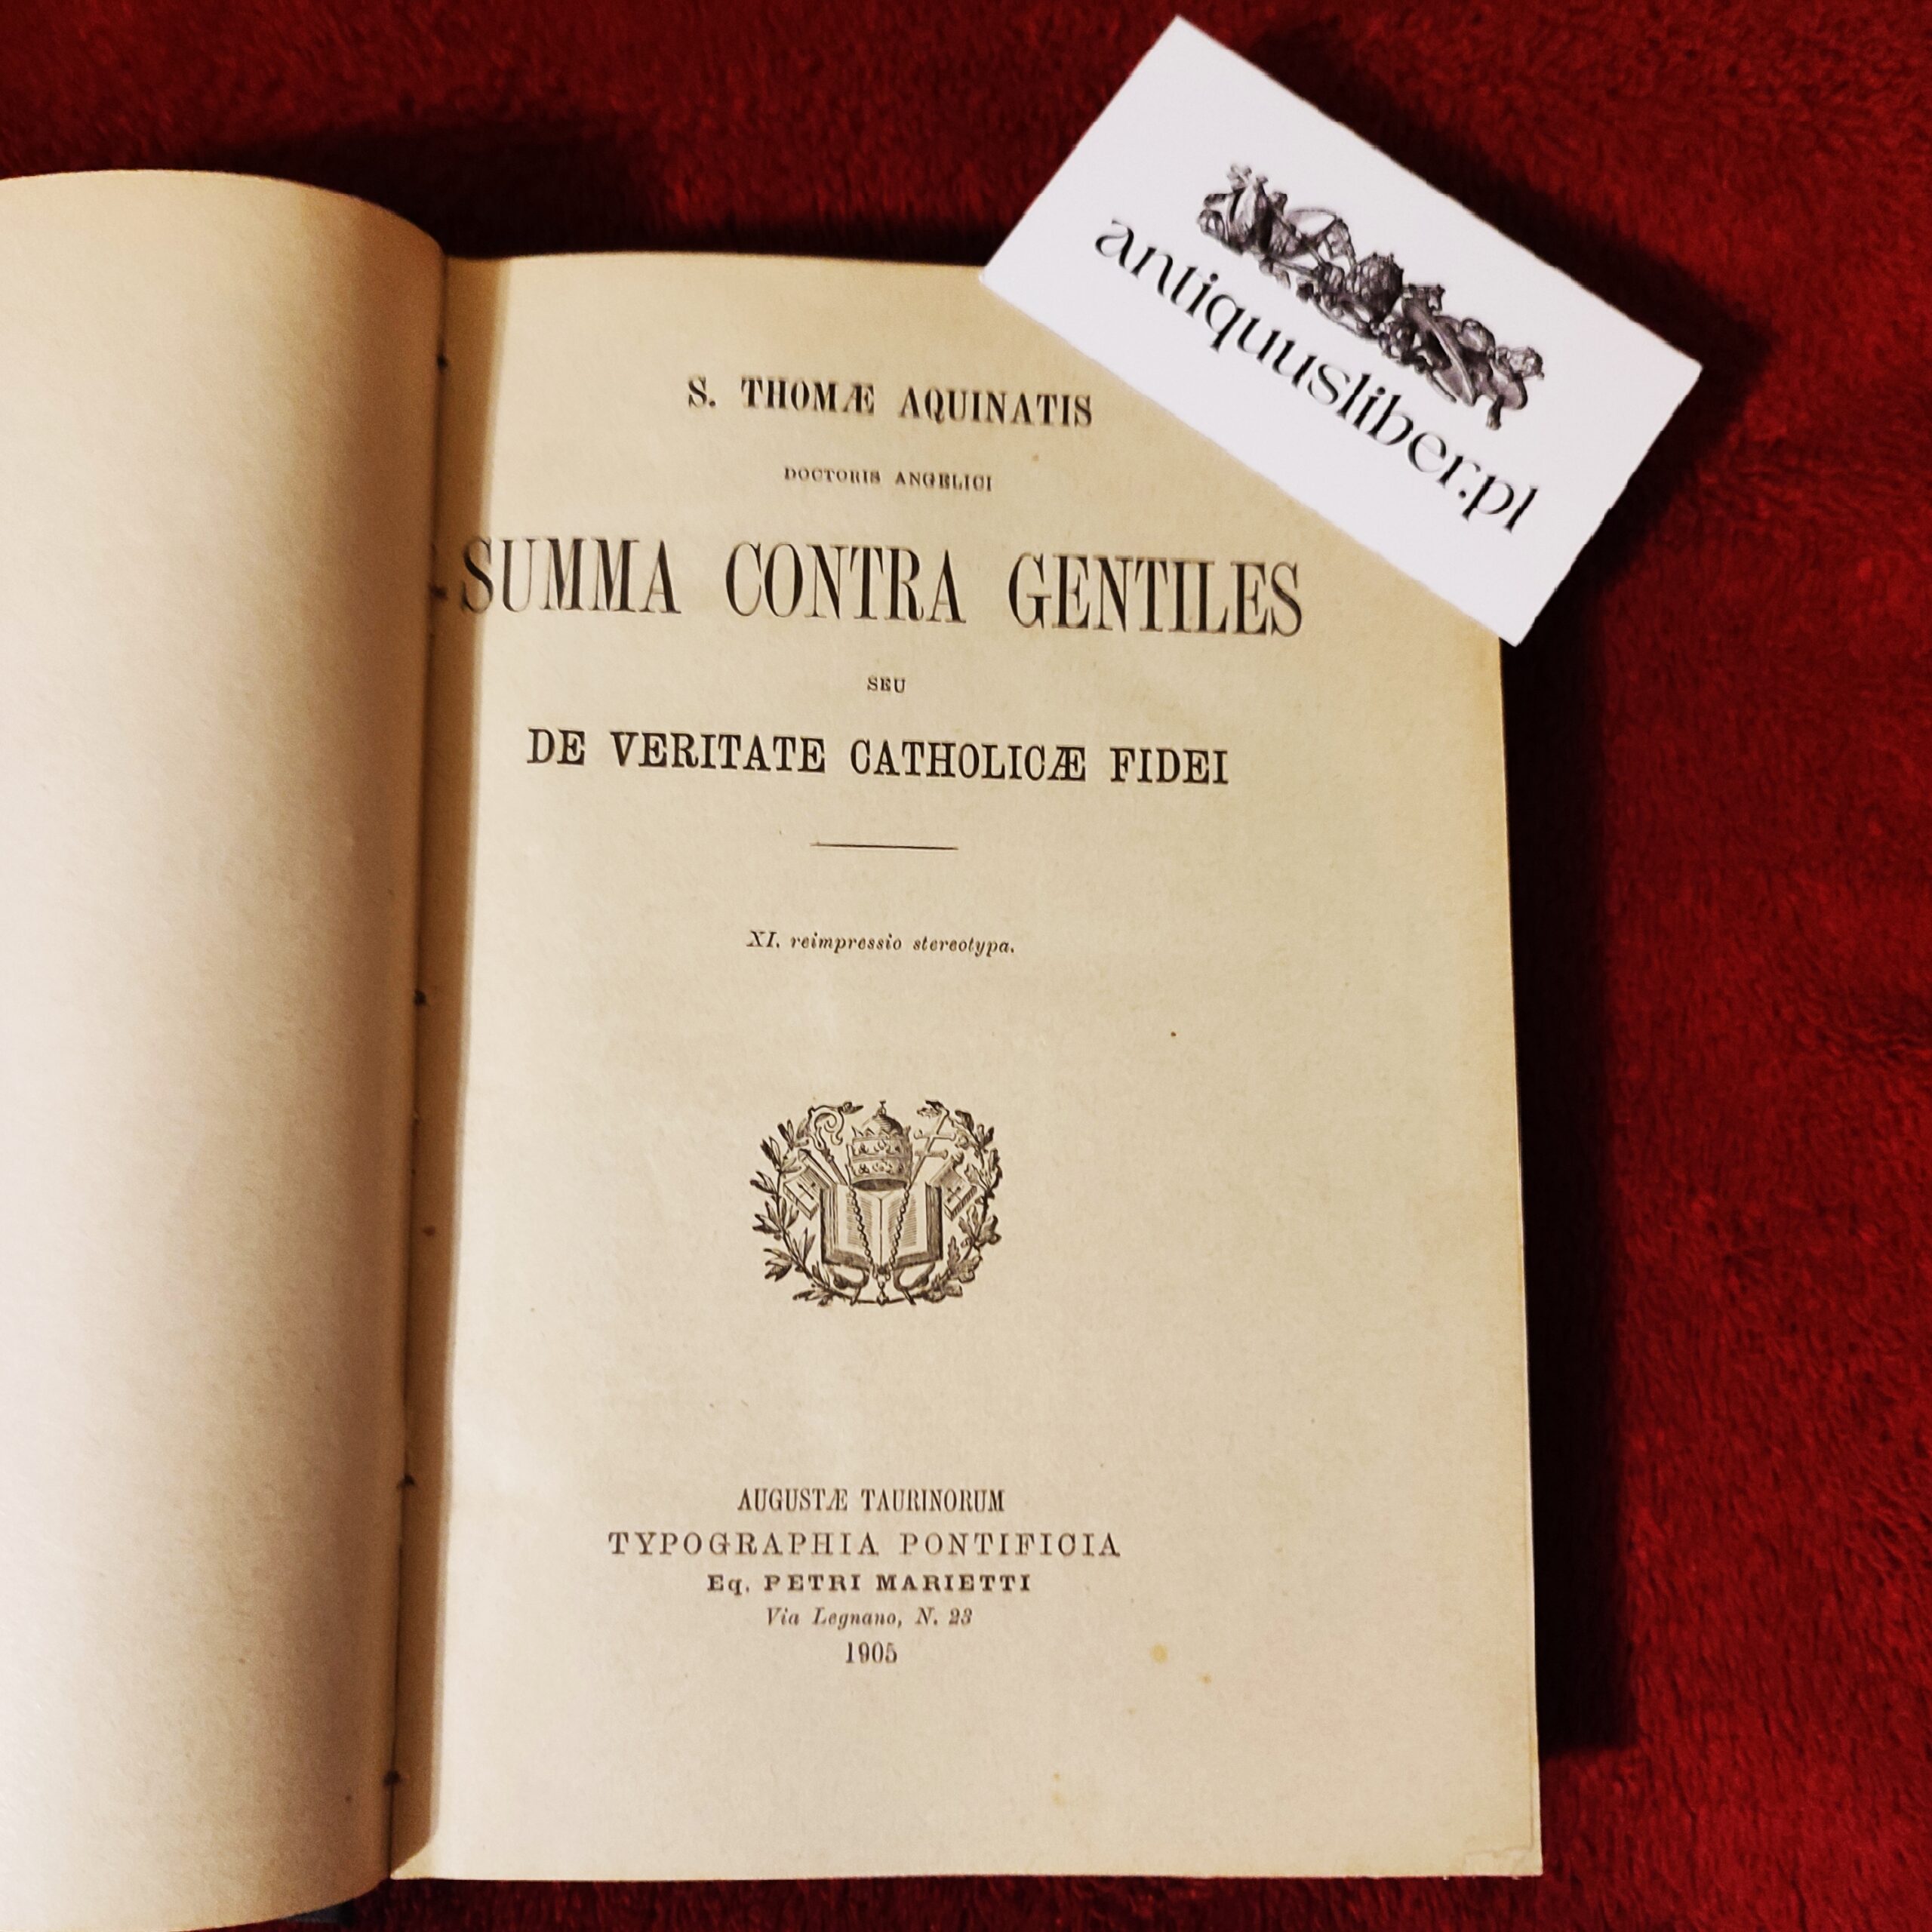 S. THOMÆ AQUINATIS
DOCTORIS ANGELICI
SUMMA CONTRA GENTILES
SEU
DE VERITATE CATHOLICÆ FIDEI
XI. reimpressio stereotypa.
AUGUSTÆ TAURINORUM
TYPOGRAPHIA PONTIFICIA
Eq. PETRI MARIETTI
Via Legnano, N. 23
1905
antiquusliber.pl